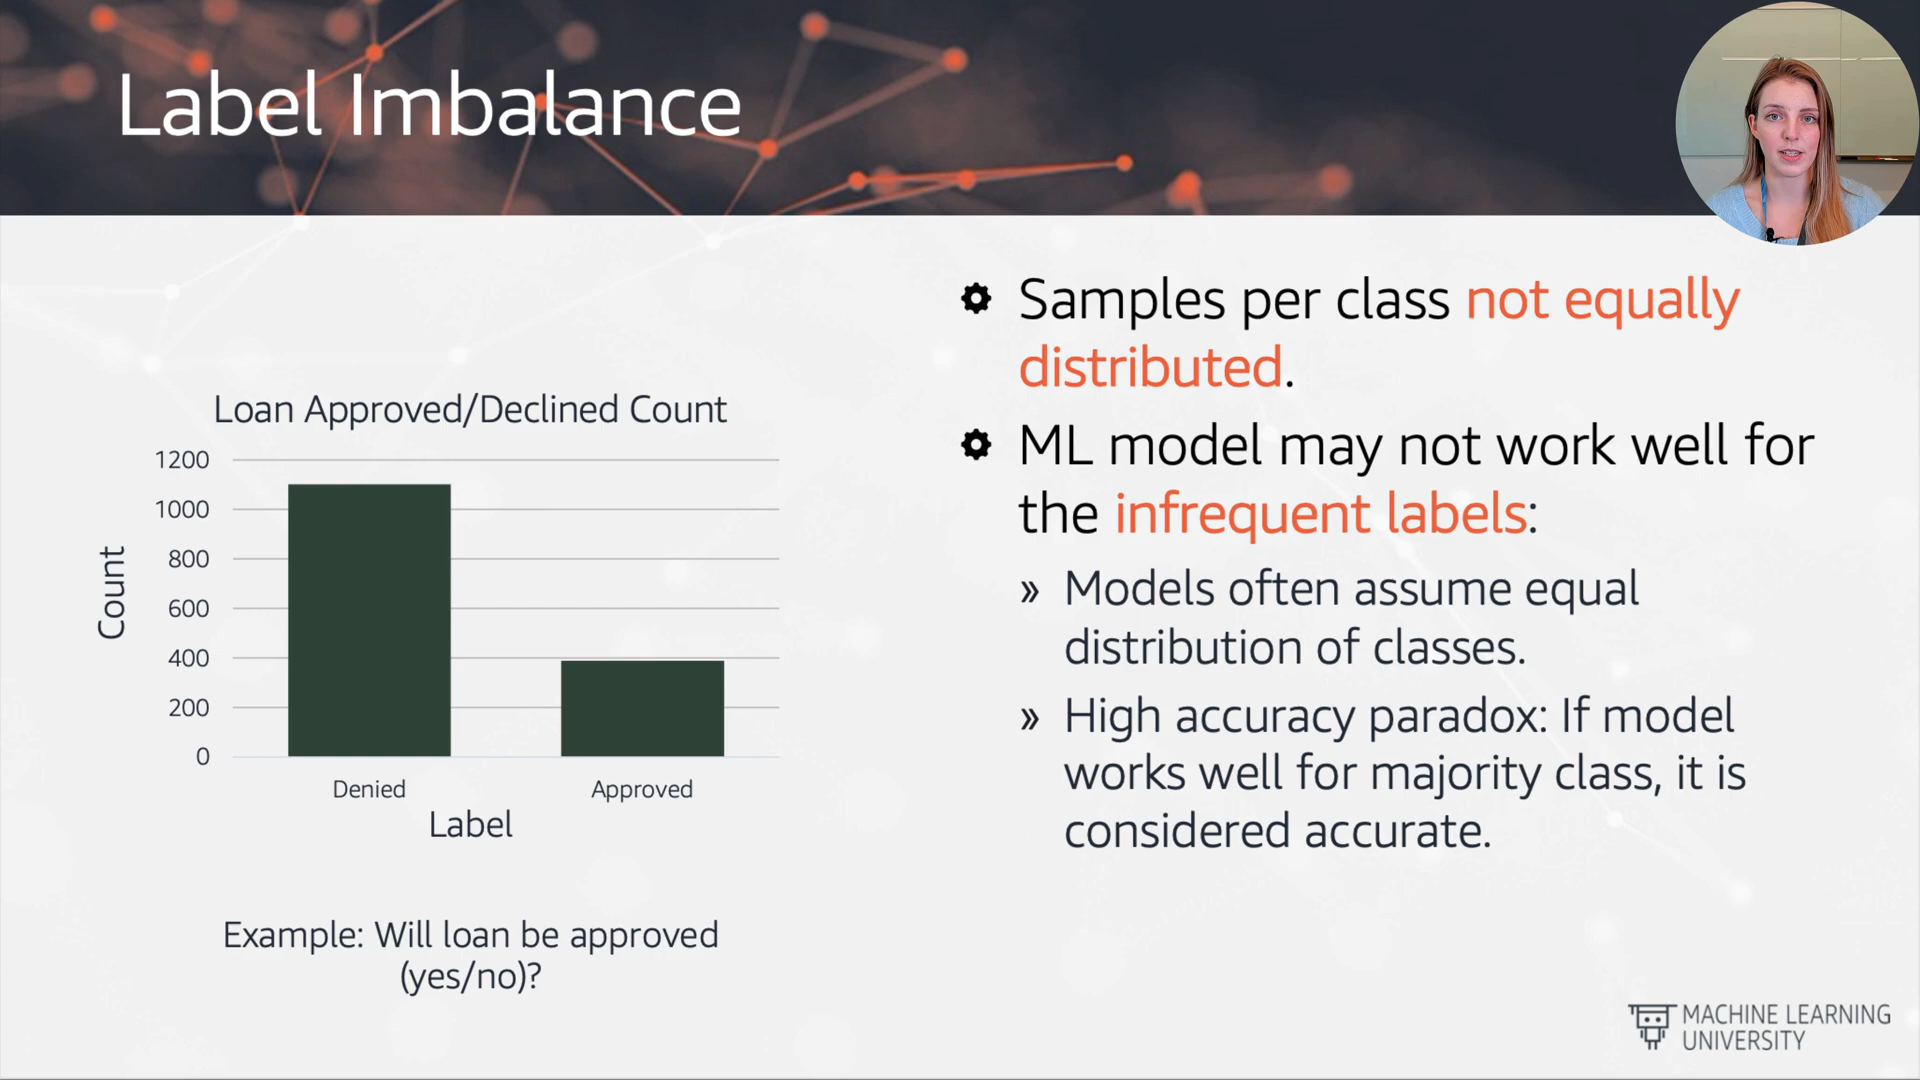 Label Imbalance
Loan Approved/Declined Count
1200
1000
800
600
400
200
0
Count
Denied
Approved
Label
Example: Will loan be approved
(yes/no)?
Samples per class not equally
distributed.
ML model may not work well for
the infrequent labels:
» Models often assume equal
distribution of classes.
» High accuracy paradox: If model
works well for majority class, it is
considered accurate.
MACHINE LEARNING
UNIVERSITY